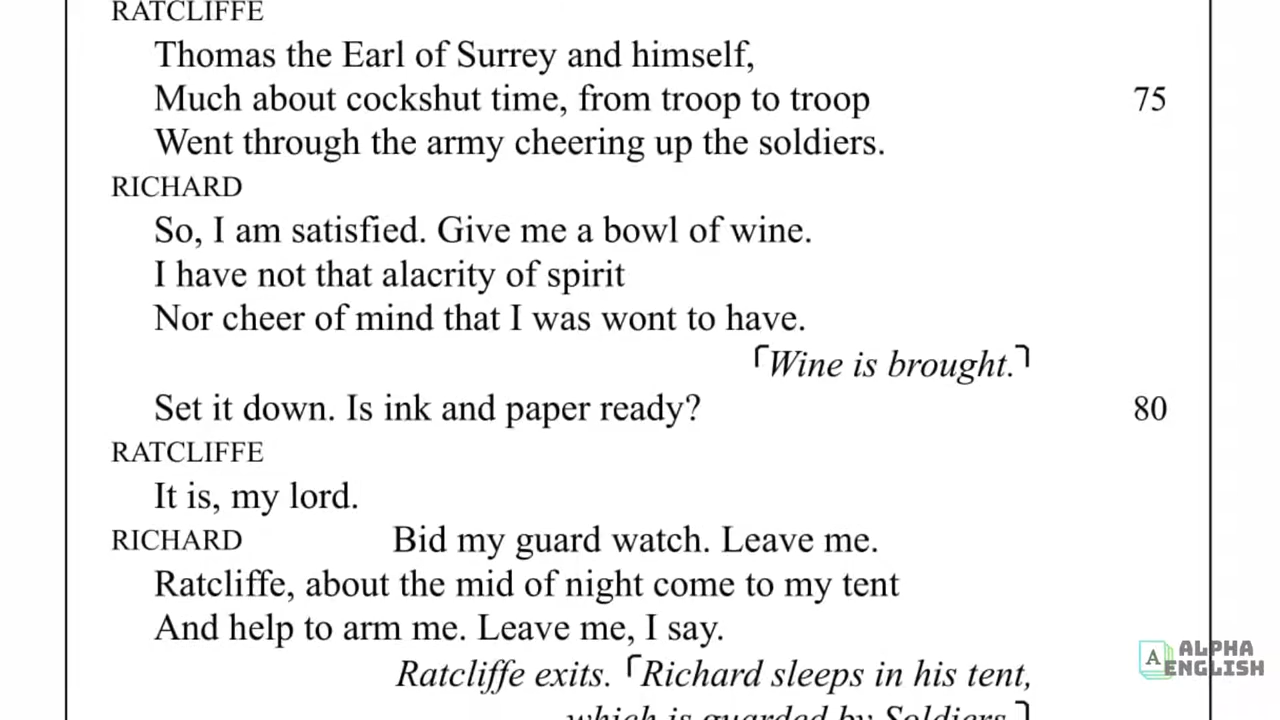 RATCLIFFE
Thomas the Earl of Surrey and himself,
Much about cockshut time, from troop to troop 75
Went through the army cheering up the soldiers.
RICHARD
So, I am satisfied. Give me a bowl of wine.
I have not that alacrity of spirit
Nor cheer of mind that I was wont to have.
⌜Wine is brought.⌝
Set it down. Is ink and paper ready? 80
RATCLIFFE
It is, my lord.
RICHARD Bid my guard watch. Leave me.
Ratcliffe, about the mid of night come to my tent
And help to arm me. Leave me, I say.
Ratcliffe exits. ⌜Richard sleeps in his tent,
which is guarded by Soldiers.⌝
A ALPHA
ENGLISH